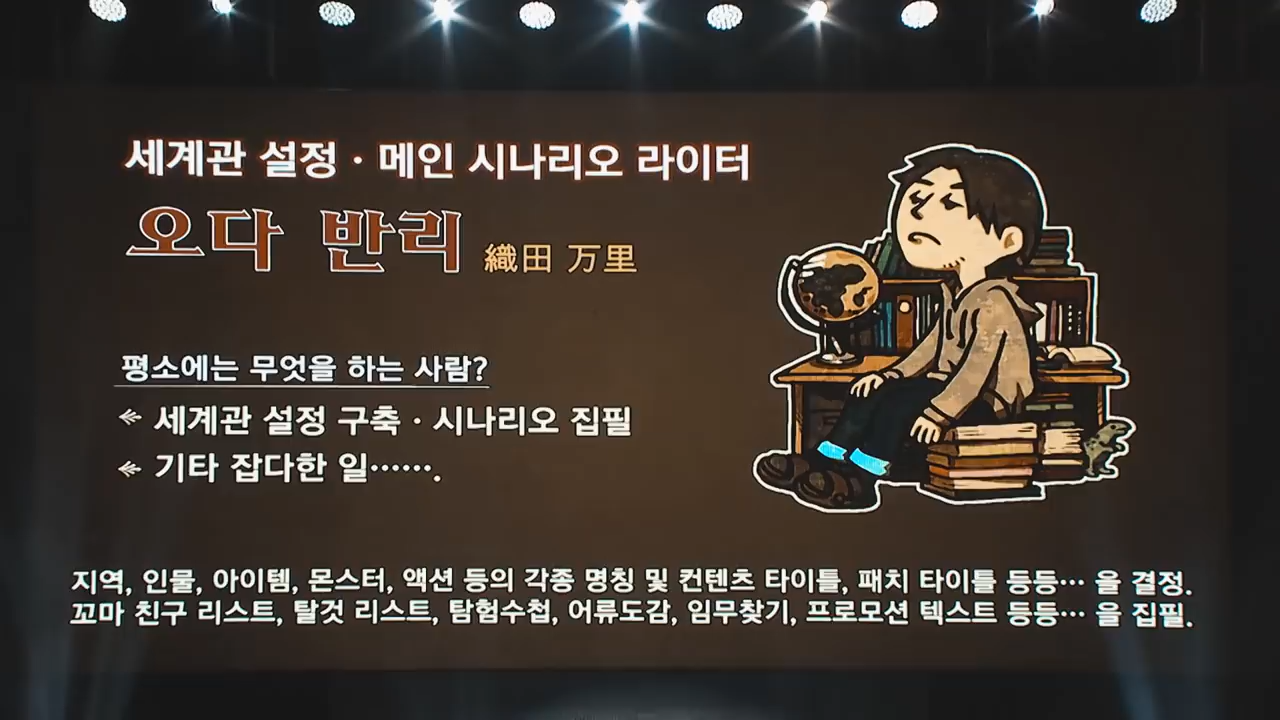 세계관 설정 · 메인 시나리오 라이터
오다 반리 織田 万里
평소에는 무엇을 하는 사람?
세계관 설정 구축 · 시나리오 집필
기타 잡다한 일…….
지역, 인물, 아이템, 몬스터, 액션 등의 각종 명칭 및 컨텐츠 타이틀, 패치 타이틀 등등… 을 결정.
꼬마 친구 리스트, 탈것 리스트, 탐험수첩, 어류도감, 임무찾기, 프로모션 텍스트 등등… 을 집필.